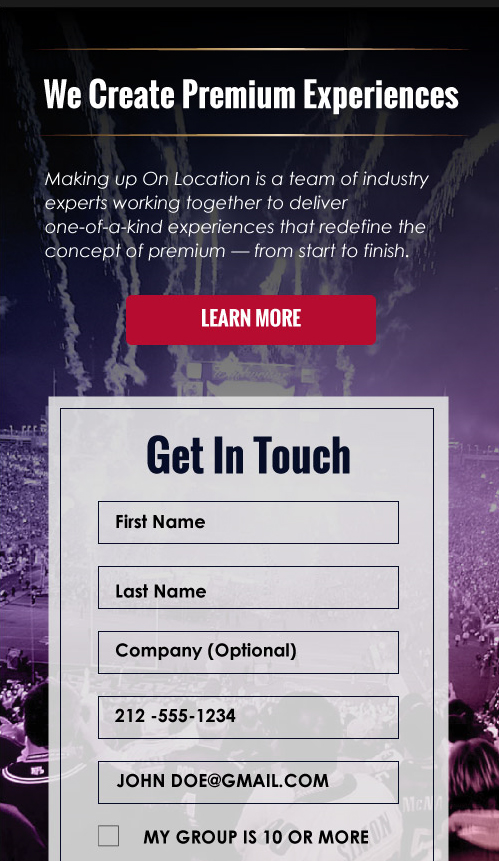 We Create Premium Experiences
Making up On Location is a team of industry
experts working together to deliver
one-of-a-kind experiences that redefine the
concept of premium — from start to finish.
LEARN MORE
Get In Touch
First Name
Last Name
Company (Optional)
212 -555-1234
JOHN DOE@GMAIL.COM
MY GROUP IS 10 OR MORE